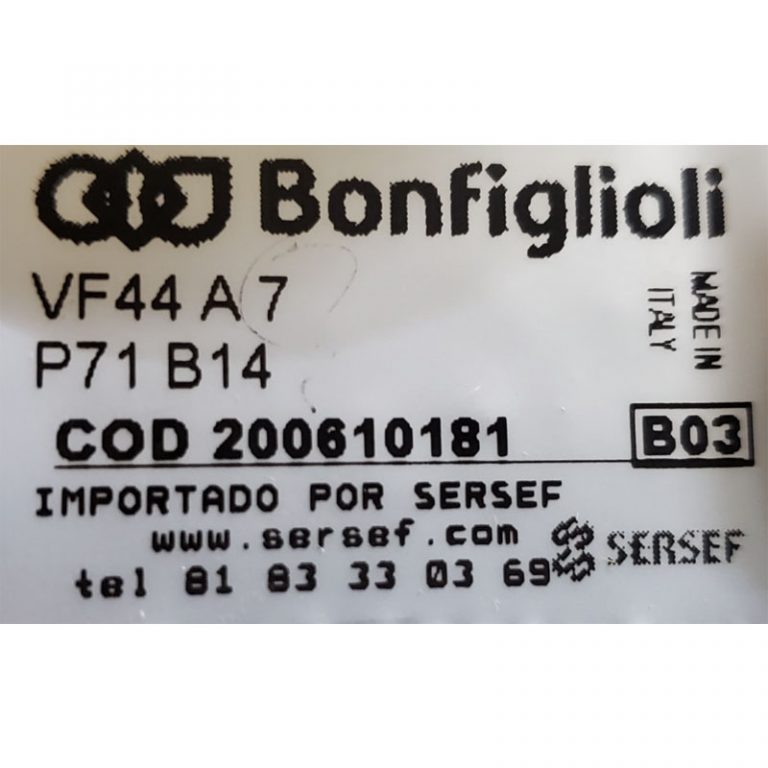 Bonfiglioli
VF44 A 7
P71 B14
MADE IN
ITALY
COD 200610181
B03
IMPORTADO POR SERSEF
www.sersef.com
SERSEF
tel 81 83 33 03 69